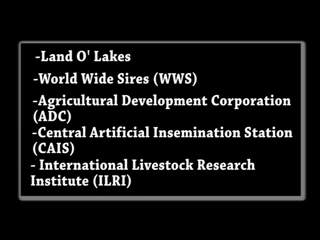 -Land O' Lakes
-World Wide Sires (WWS)
-Agricultural Development Corporation
(ADC)
-Central Artificial Insemination Station
(CAIS)
- International Livestock Research
Institute (ILRI)